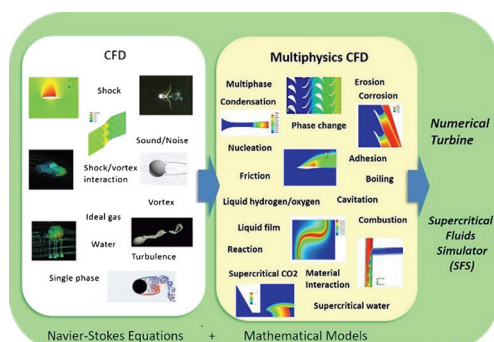 CFD
Shock
Sound/Noise
Shock/vortex
interaction
Vortex
Ideal gas
Water
Turbulence
Single phase
Multiphysics CFD
Multiphase
Erosion
Condensation
Corrosion
Phase change
Nucleation
Adhesion
Friction
Boiling
Liquid hydrogen/oxygen
Cavitation
Liquid film
Combustion
Reaction
Supercritical CO2
Material
Interaction
Supercritical water
Numerical
Turbine
Supercritical
Fluids
Simulator
(SFS)
Navier-Stokes Equations + Mathematical Models